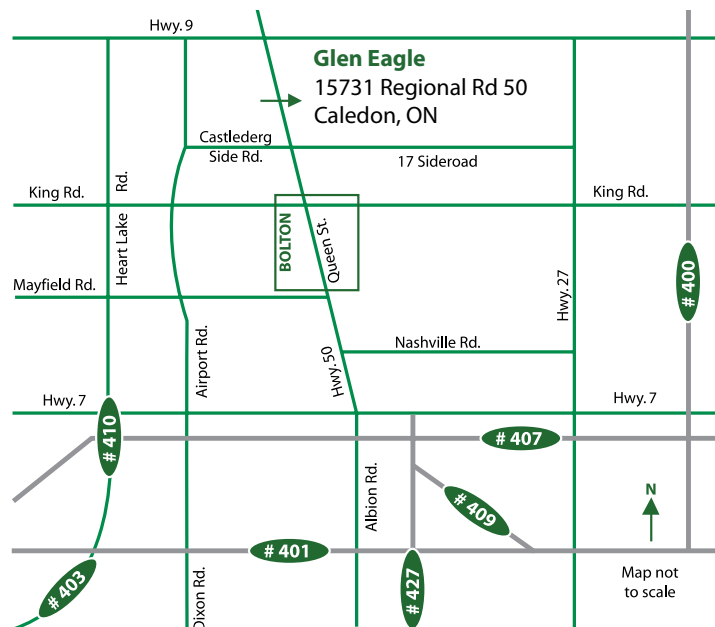 Hwy. 9
Glen Eagle
15731 Regional Rd 50
Caledon, ON
Castlederg
Side Rd.
17 Sideroad
King Rd.
King Rd.
Heart Lake Rd.
BOLTON
Queen St.
# 400
Mayfield Rd.
Hwy. 27
Airport Rd.
Hwy. 50
Nashville Rd.
Hwy. 7
Hwy. 7
# 410
# 407
Albion Rd.
# 409
N
# 401
# 403
Dixon Rd.
# 427
Map not
to scale